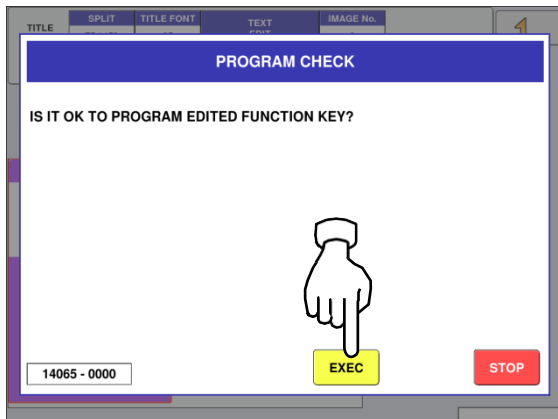 TITLE
SPLIT
TITLE FONT
TEXT
IMAGE No.
PROGRAM CHECK
IS IT OK TO PROGRAM EDITED FUNCTION KEY?
14065 - 0000
EXEC
STOP